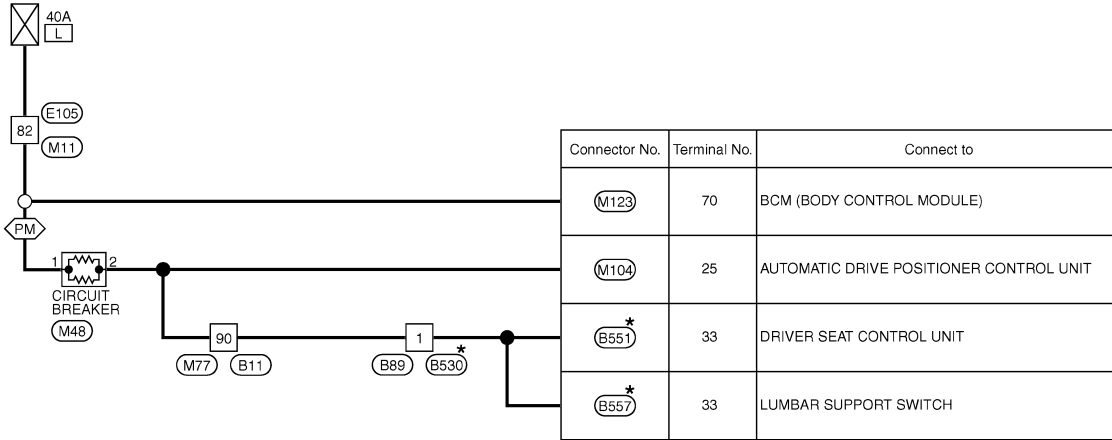 40A
L
E105
82
M11
PM
1 2
CIRCUIT
BREAKER
M48
90
M77 B11
1
B89 B530*
Connector No. Terminal No. Connect to
M123 70 BCM (BODY CONTROL MODULE)
M104 25 AUTOMATIC DRIVE POSITIONER CONTROL UNIT
B551* 33 DRIVER SEAT CONTROL UNIT
B557* 33 LUMBAR SUPPORT SWITCH